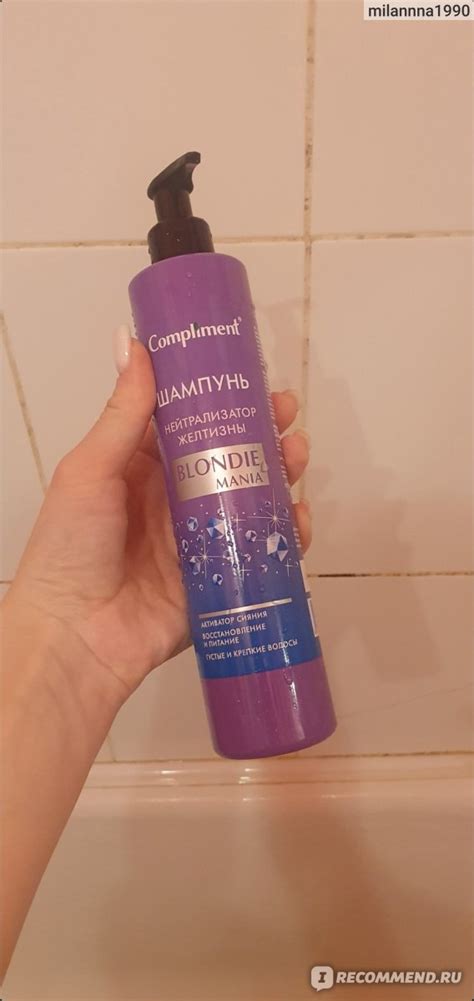 milannna1990
Compliment®
ШАМПУНЬ
НЕЙТРАЛИЗАТОР
ЖЕЛТИЗНЫ
BLONDIE
MANIA
АКТИВАТОР СИЯНИЯ
ВОССТАНОВЛЕНИЕ
И ПИТАНИЕ
ГУСТЫЕ И КРЕПКИЕ ВОЛОСЫ
I RECOMMEND.RU